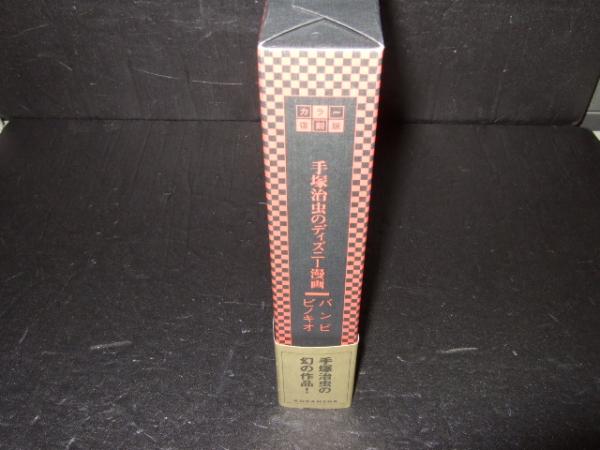 カラー
復刻版
手塚治虫のディズニー漫画
バンビ
ピノキオ
手塚治虫の
幻の作品!
KODANSHA